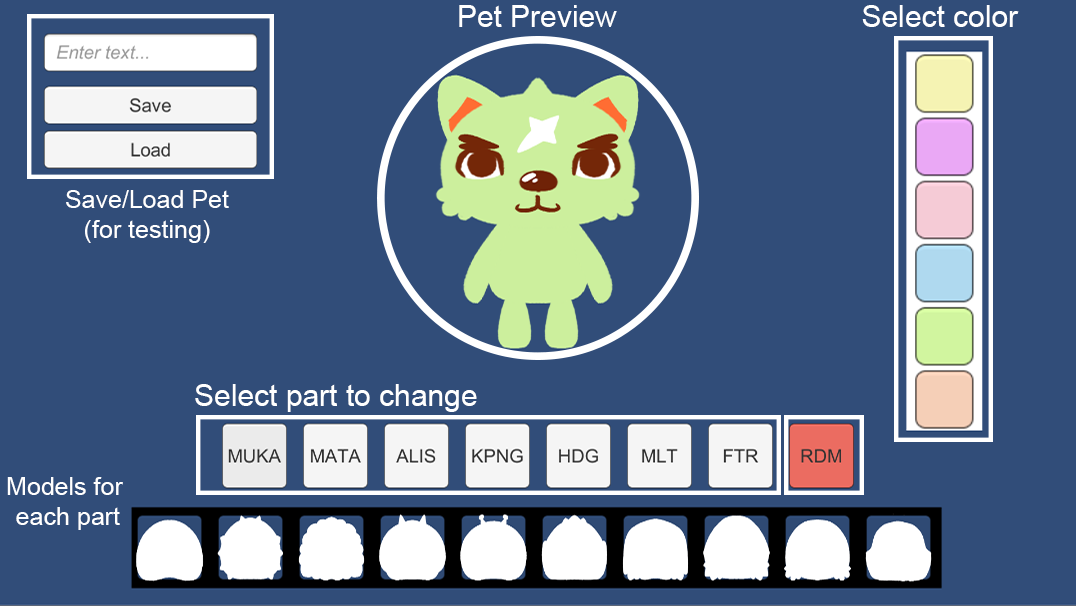 Pet Preview
Select color
Enter text...
Save
Load
Save/Load Pet
(for testing)
Select part to change
MUKA MATA ALIS KPNG HDG MLT FTR RDM
Models for
each part